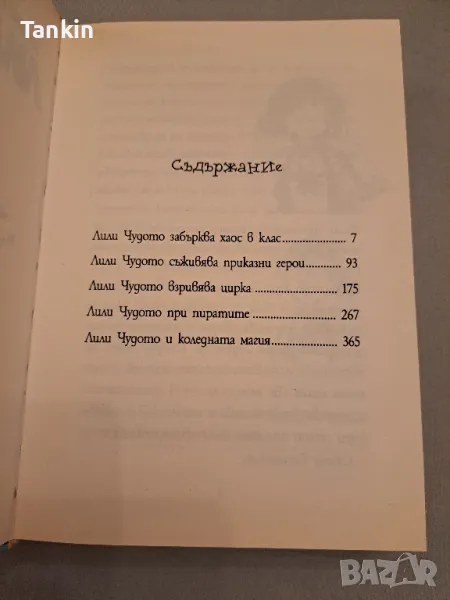 Tankin
Съдържание
Лили Чудото забърква хаос в клас.................... 7
Лили Чудото съживява приказни герои........... 93
Лили Чудото взривява цирка ........................... 175
Лили Чудото при пиратите ............................. 267
Лили Чудото и коледната магия...................... 365
BAZAR